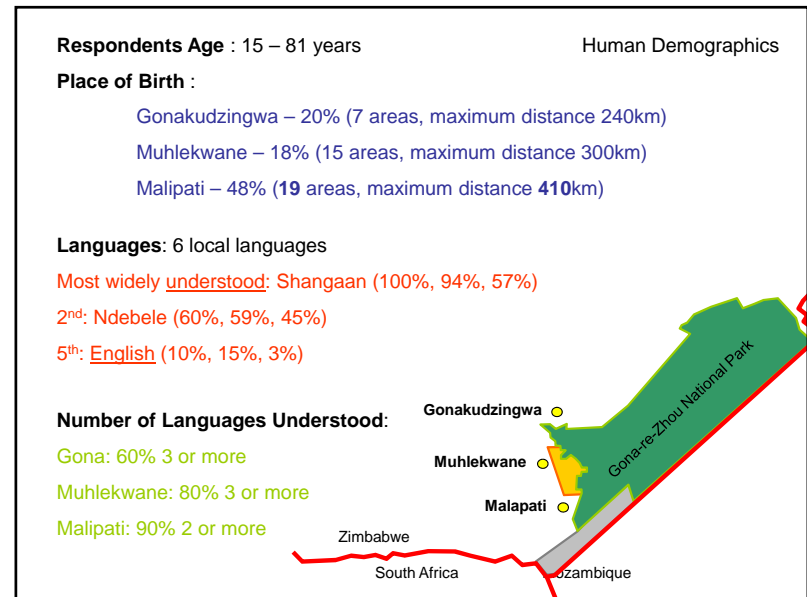 Respondents Age : 15 – 81 years
Human Demographics
Place of Birth :
Gonakudzingwa – 20% (7 areas, maximum distance 240km)
Muhlekwane – 18% (15 areas, maximum distance 300km)
Malipati – 48% (19 areas, maximum distance 410km)
Languages: 6 local languages
Most widely understood: Shangaan (100%, 94%, 57%)
2nd: Ndebele (60%, 59%, 45%)
5th: English (10%, 15%, 3%)
Number of Languages Understood:
Gona: 60% 3 or more
Muhlekwane: 80% 3 or more
Malipati: 90% 2 or more
Gonakudzingwa
Muhlekwane
Malapati
Gona-re-Zhou National Park
Zimbabwe
South Africa
Mozambique